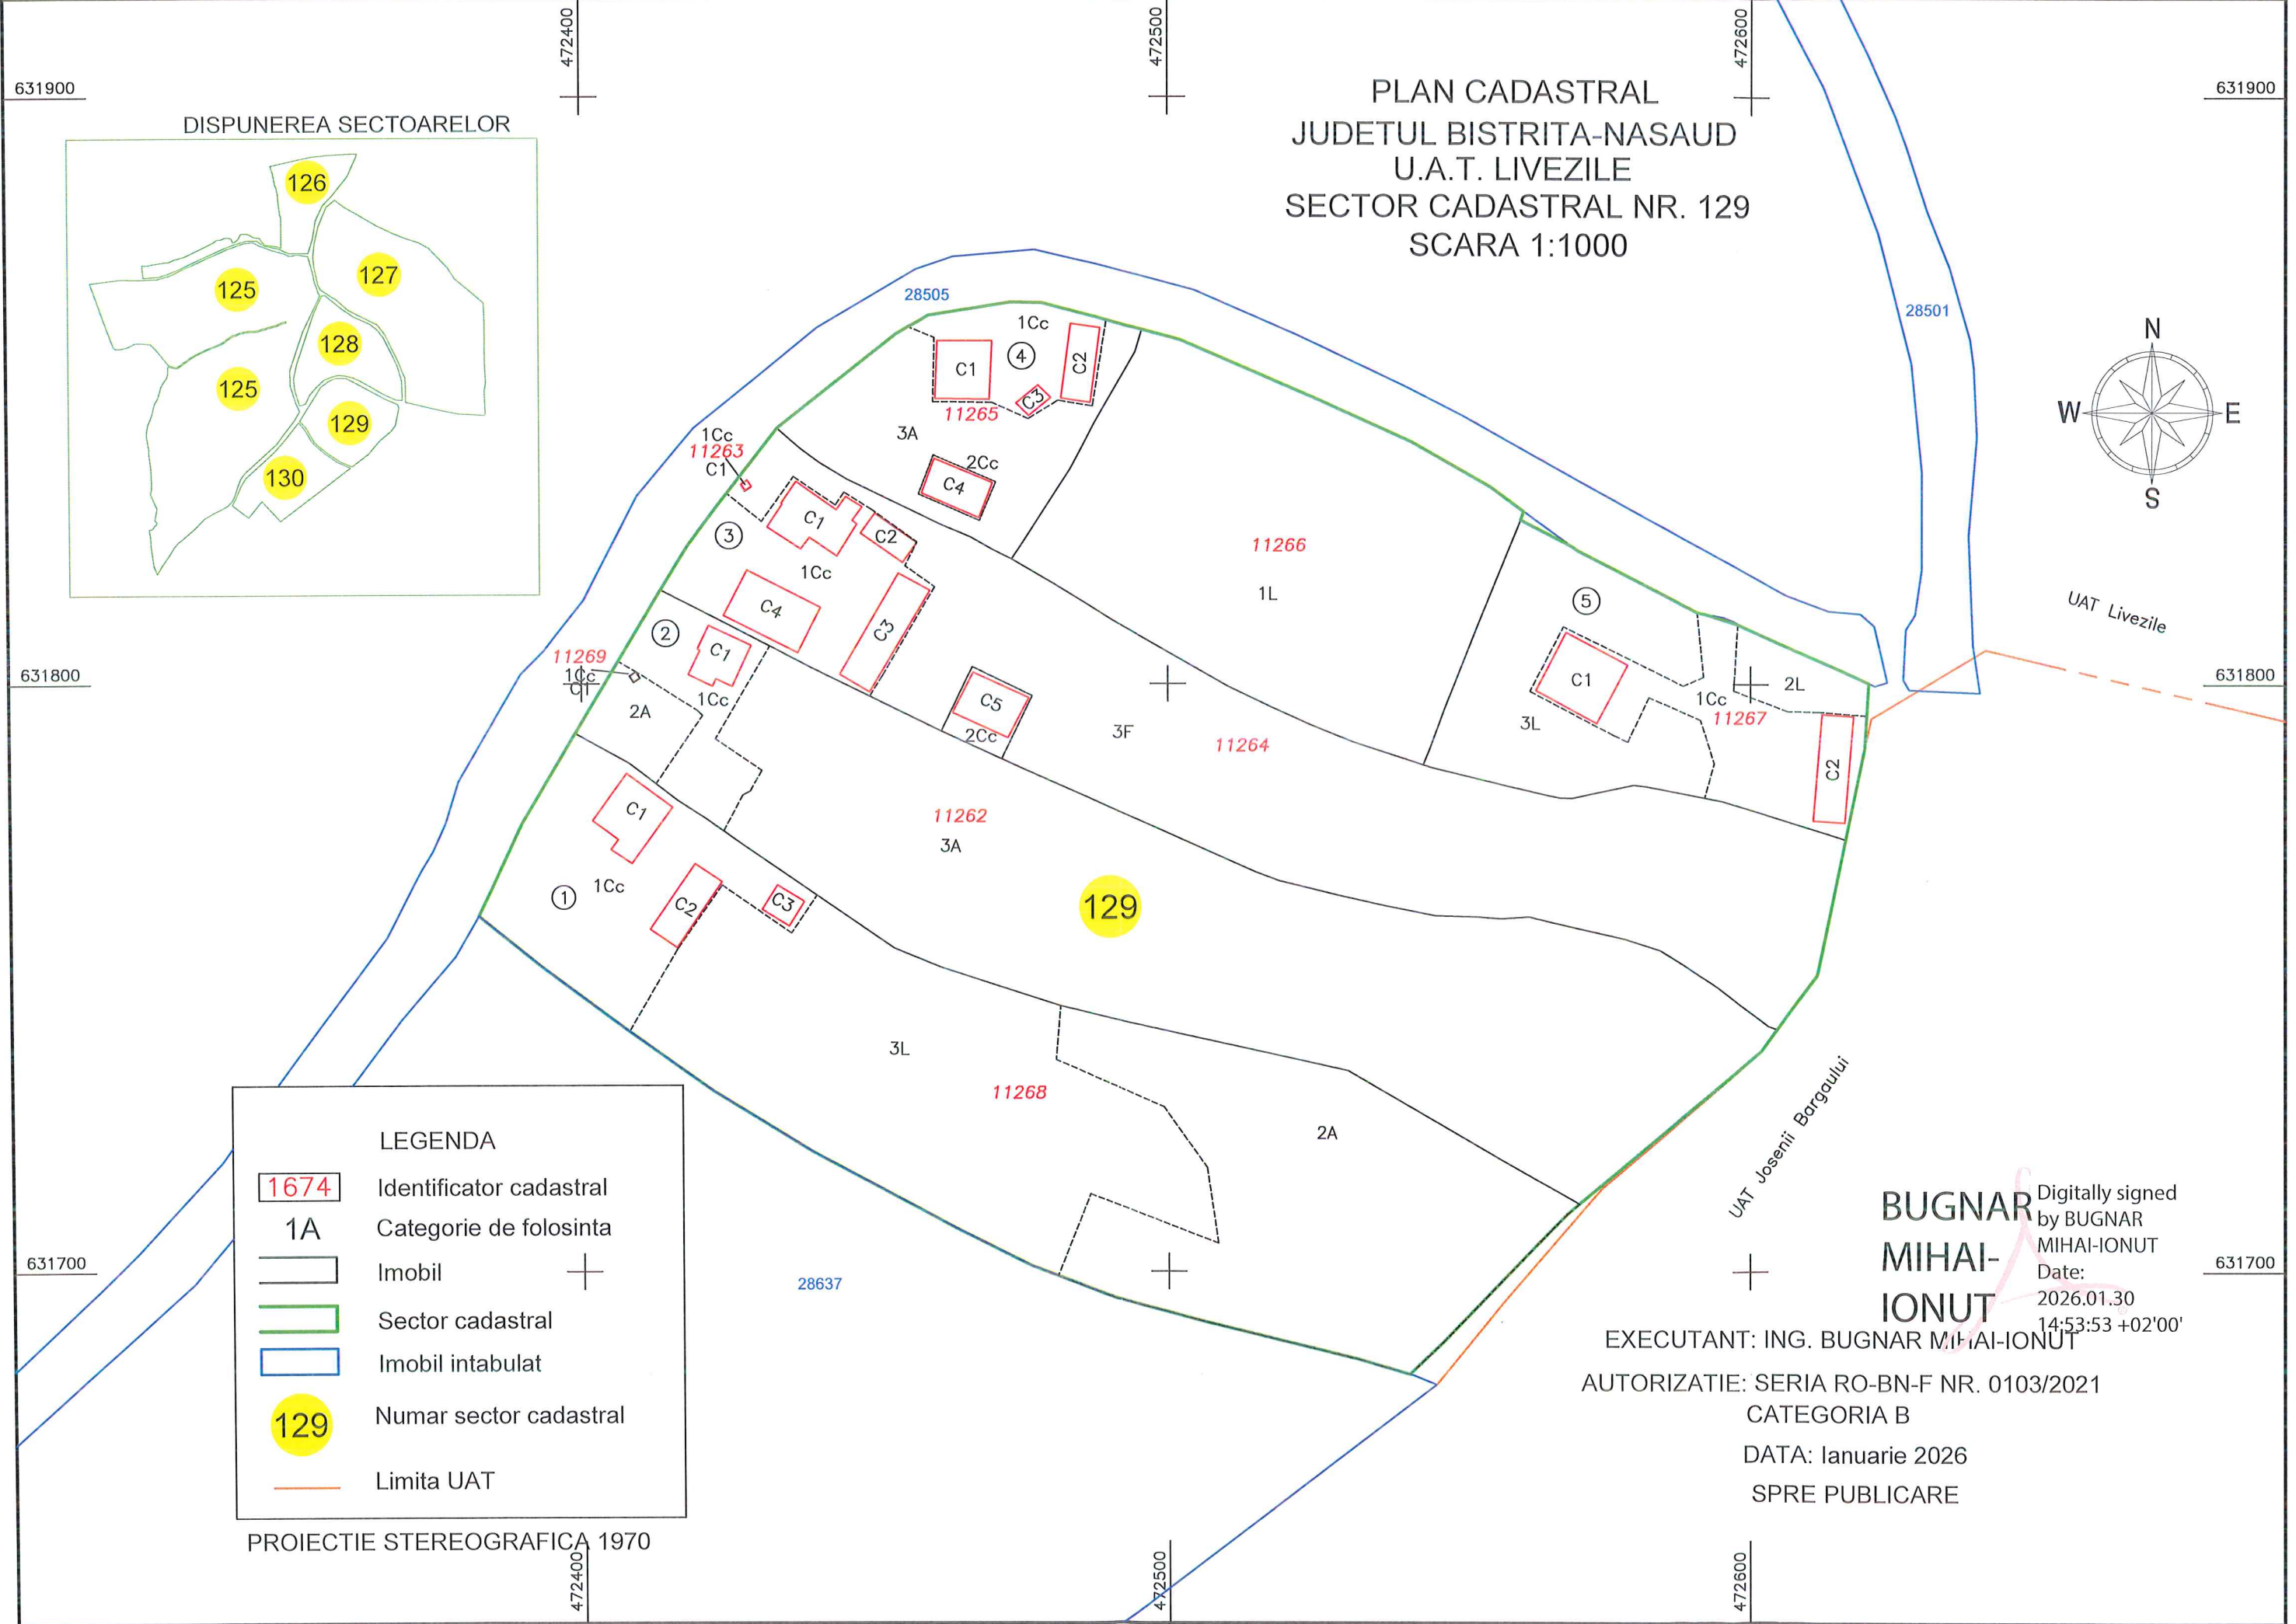 472400
472500
472600
631900
631900
PLAN CADASTRAL
JUDETUL BISTRITA-NASAUD
U.A.T. LIVEZILE
SECTOR CADASTRAL NR. 129
SCARA 1:1000
DISPUNEREA SECTOARELOR
126
127
125
128
125
129
130
28505
28501
N
W
E
S
1Cc
4
C1
C2
C3
11265
3A
2Cc
C4
1Cc
11263
C1
3
C1
C2
1Cc
C4
C3
11266
1L
5
C1
1Cc
2L
11267
3L
C2
UAT Livezile
2
C1
11269
1Cc
C1
1Cc
2A
C5
2Cc
3F
11264
631800
631800
11262
3A
129
C1
1Cc
1
C2
C3
3L
11268
2A
UAT Josenii Bargaului
28637
631700
631700
LEGENDA
1674 Identificator cadastral
1A Categorie de folosinta
Imobil
Sector cadastral
Imobil intabulat
129 Numar sector cadastral
Limita UAT
PROIECTIE STEREOGRAFICA 1970
BUGNAR
MIHAI-
IONUT
Digitally signed
by BUGNAR
MIHAI-IONUT
Date:
2026.01.30
14:53:53 +02'00'
EXECUTANT: ING. BUGNAR MIHAI-IONUT
AUTORIZATIE: SERIA RO-BN-F NR. 0103/2021
CATEGORIA B
DATA: Ianuarie 2026
SPRE PUBLICARE
472400
472500
472600